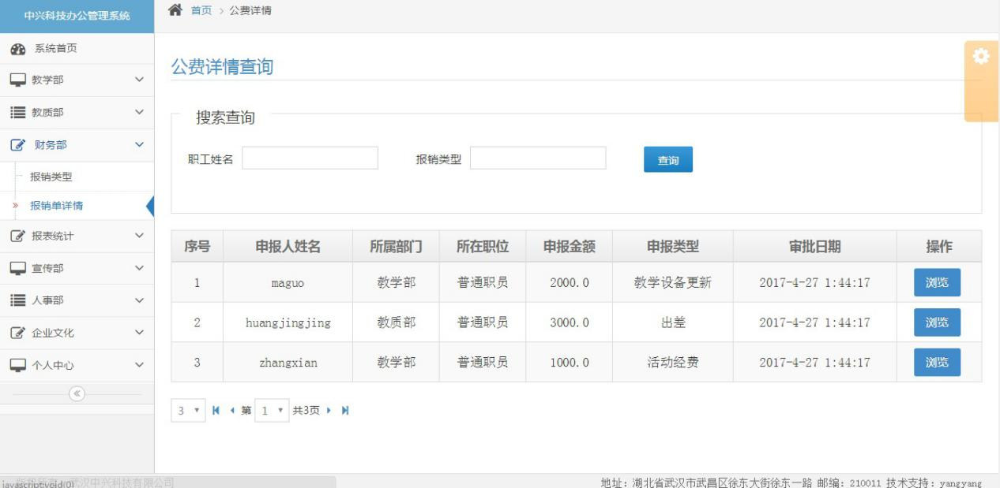 中兴科技办公管理系统
首页 > 公费详情
系统首页
教学部
教质部
财务部
报销类型
» 报销单详情
报表统计
宣传部
人事部
企业文化
个人中心
公费详情查询
搜索查询
职工姓名 报销类型 查询
序号 申报人姓名 所属部门 所在职位 申报金额 申报类型 审批日期 操作
1 maguo 教学部 普通职员 2000.0 教学设备更新 2017-4-27 1:44:17 浏览
2 huangjingjing 教质部 普通职员 3000.0 出差 2017-4-27 1:44:17 浏览
3 zhangxian 教学部 普通职员 1000.0 活动经费 2017-4-27 1:44:17 浏览
3 第 1 共3页
javascript:void(0)
武汉中兴科技有限公司
地址：湖北省武汉市武昌区徐东大街徐东一路 邮编：210011 技术支持：yangyang